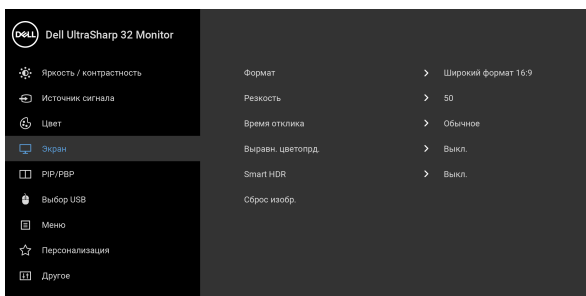 DELL
Dell UltraSharp 32 Monitor
Яркость / контрастность
Источник сигнала
Цвет
Экран
PIP/PBP
Выбор USB
Меню
Персонализация
Другое
Формат
Широкий формат 16:9
Резкость
50
Время отклика
Обычное
Выравн. цветопрд.
Выкл.
Smart HDR
Выкл.
Сброс изобр.